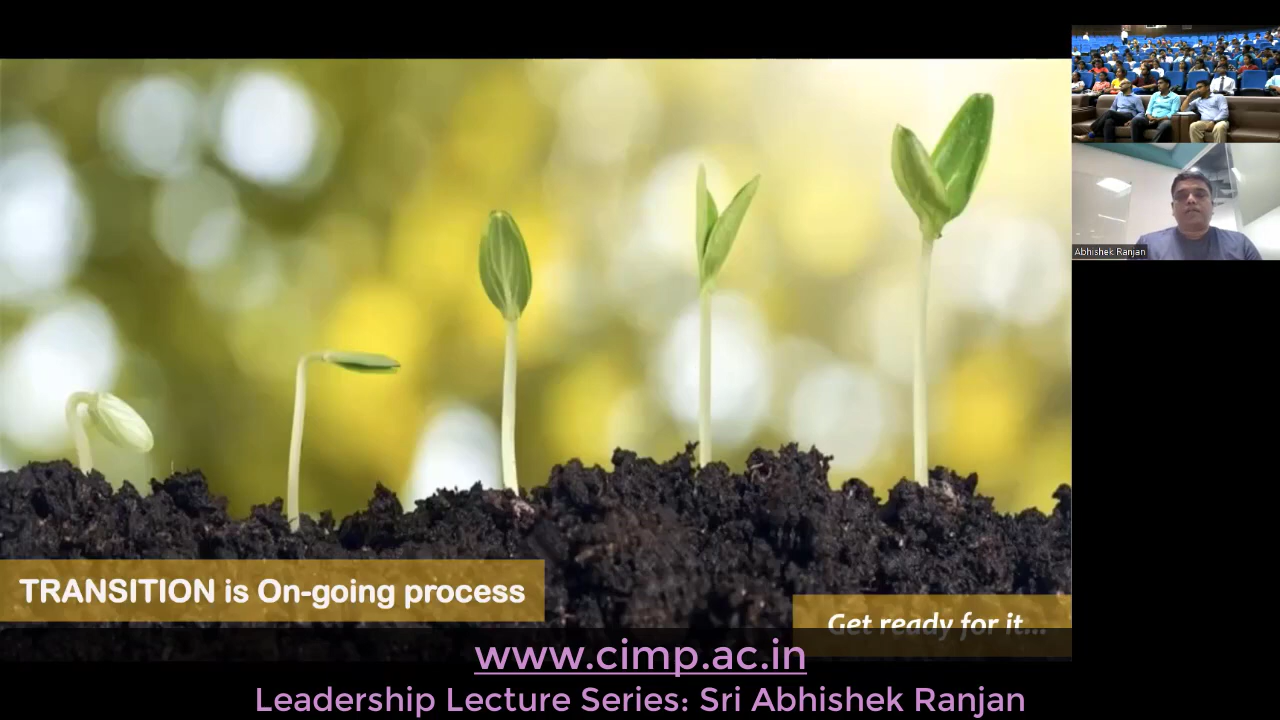 Abhishek Ranjan
TRANSITION is On-going process
Get ready for it...
www.cimp.ac.in
Leadership Lecture Series: Sri Abhishek Ranjan